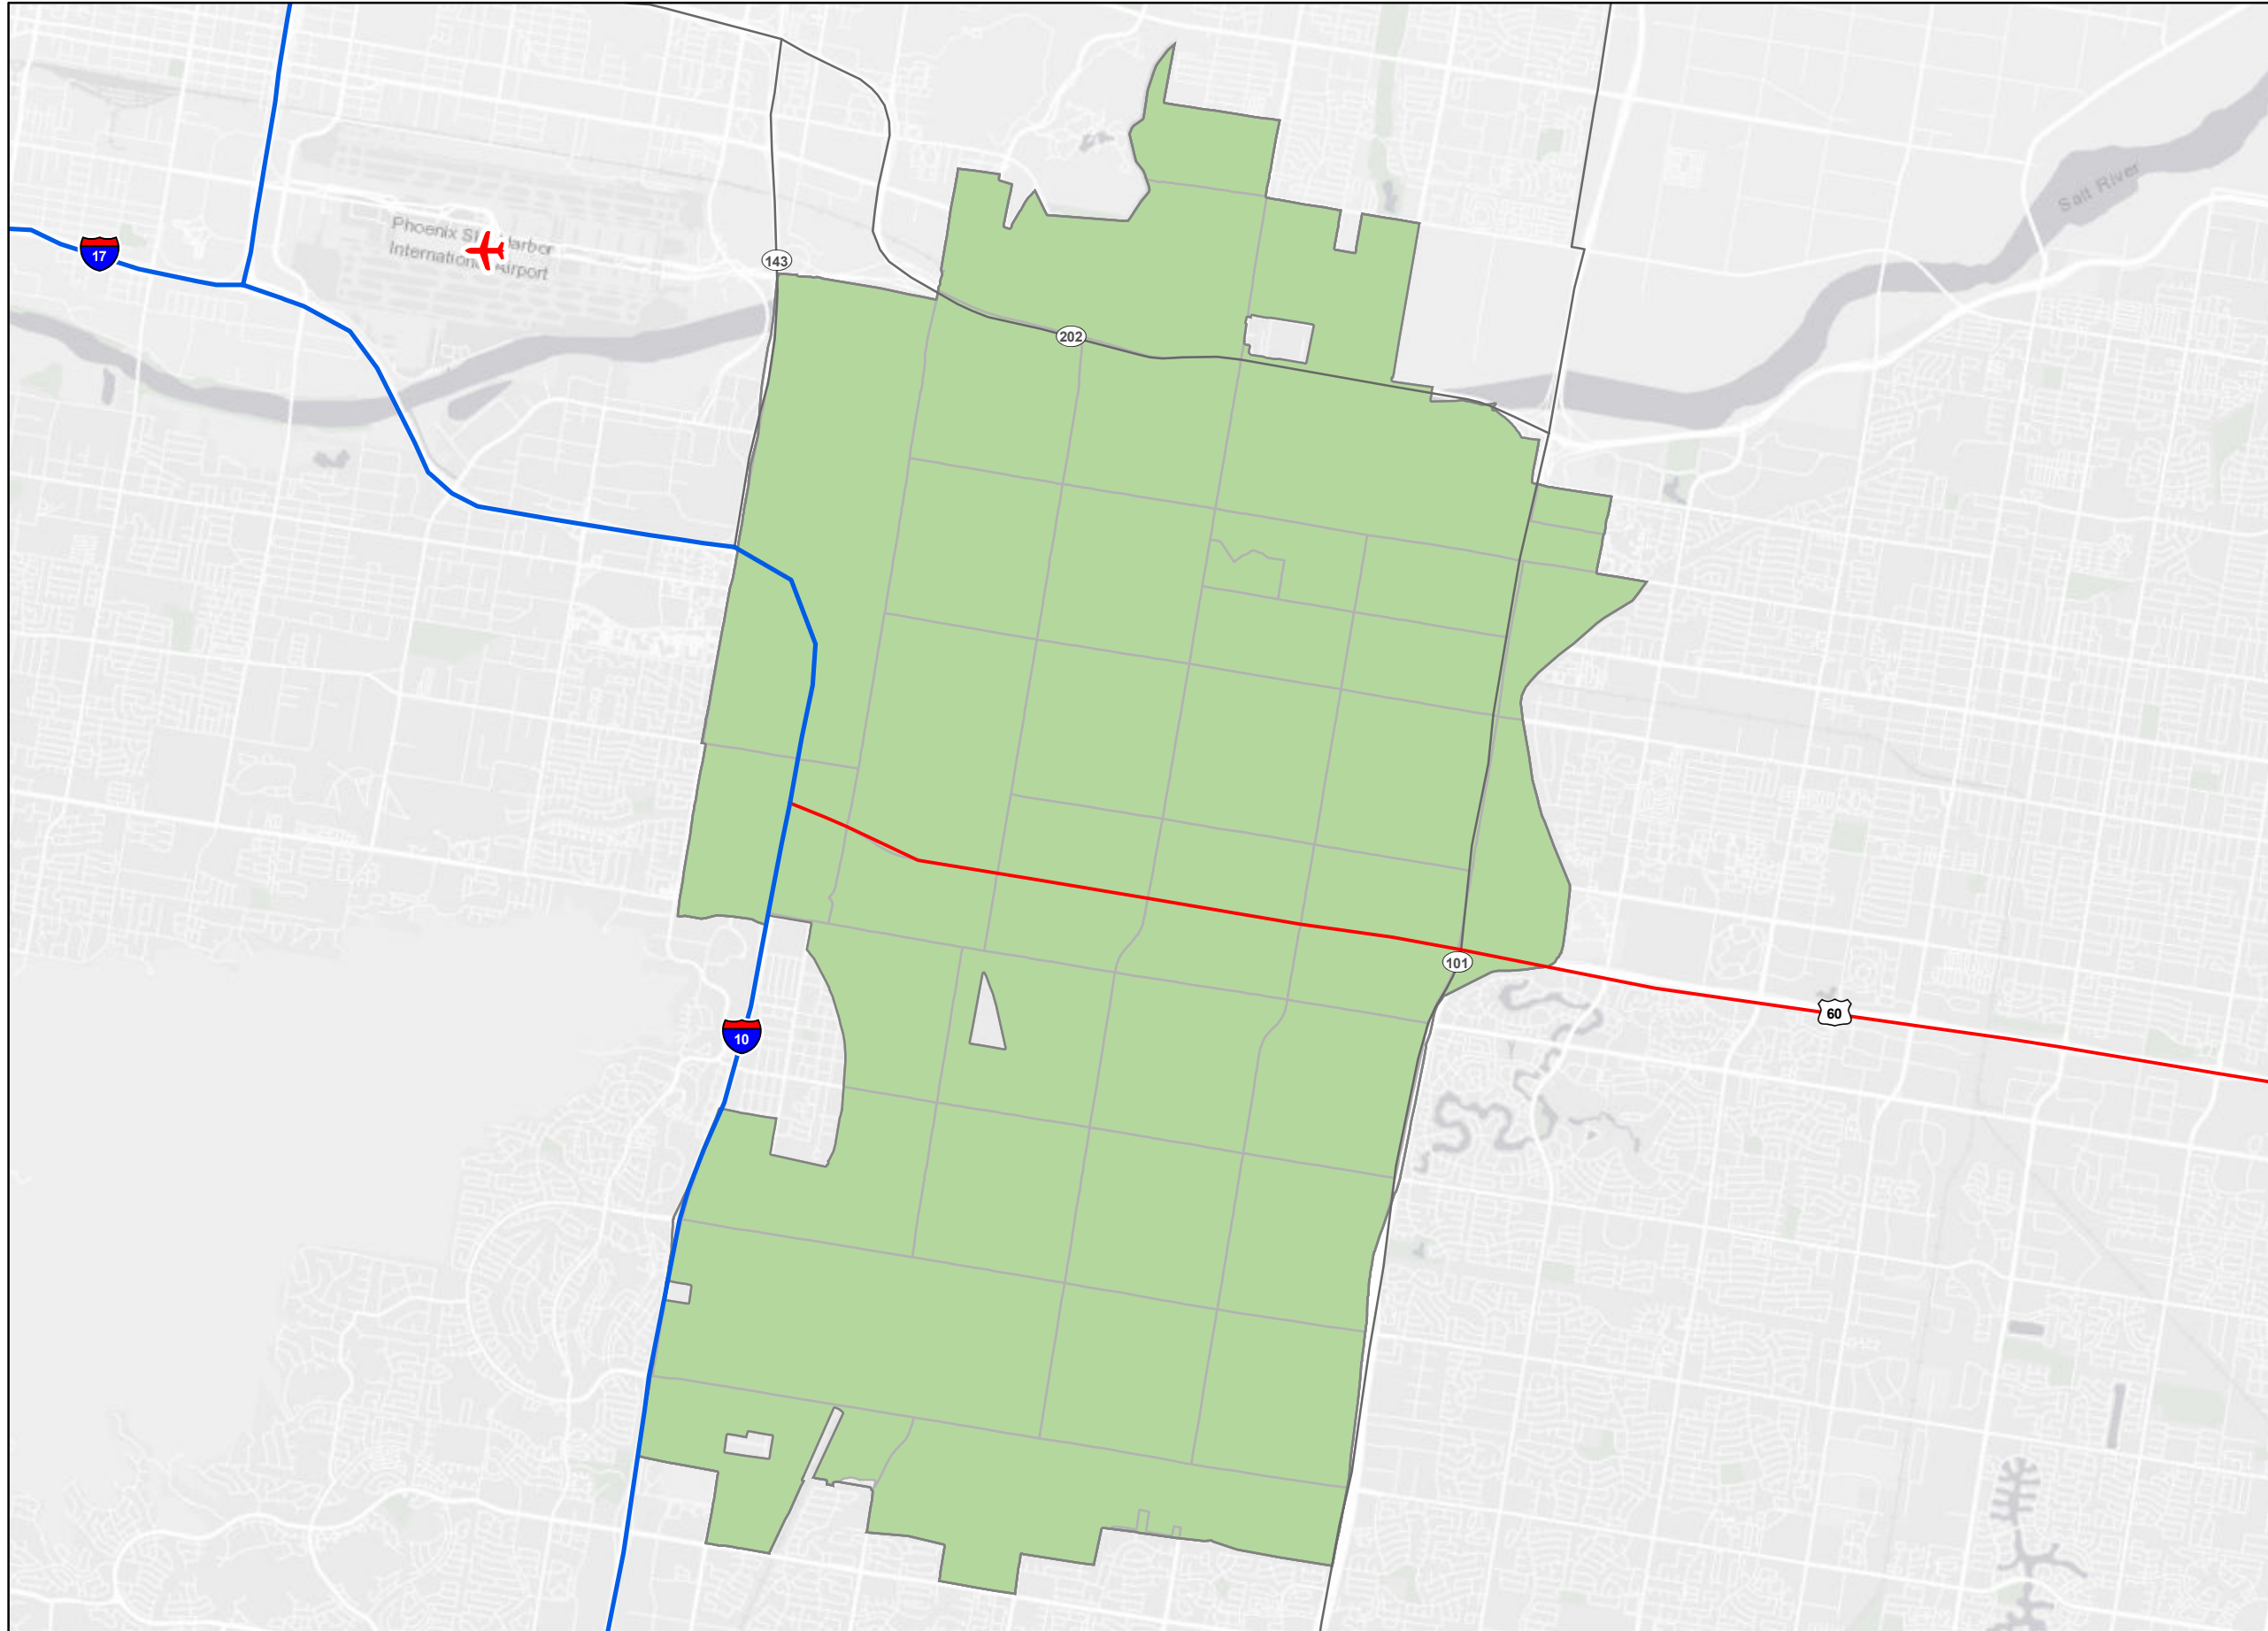 Salt River
Phoenix Sky Harbor
International Airport
17
143
202
101
60
10